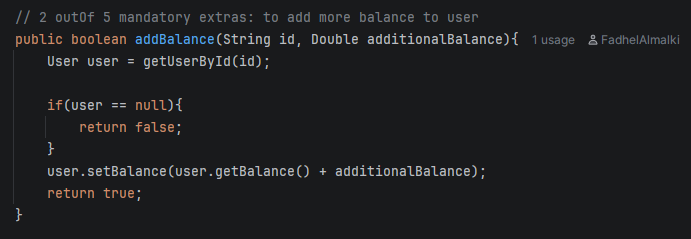 // 2 outOf 5 mandatory extras: to add more balance to user
public boolean addBalance(String id, Double additionalBalance){ 1 usage FadhelAlmalki
User user = getUserById(id);
if(user == null){
return false;
}
user.setBalance(user.getBalance() + additionalBalance);
return true;
}